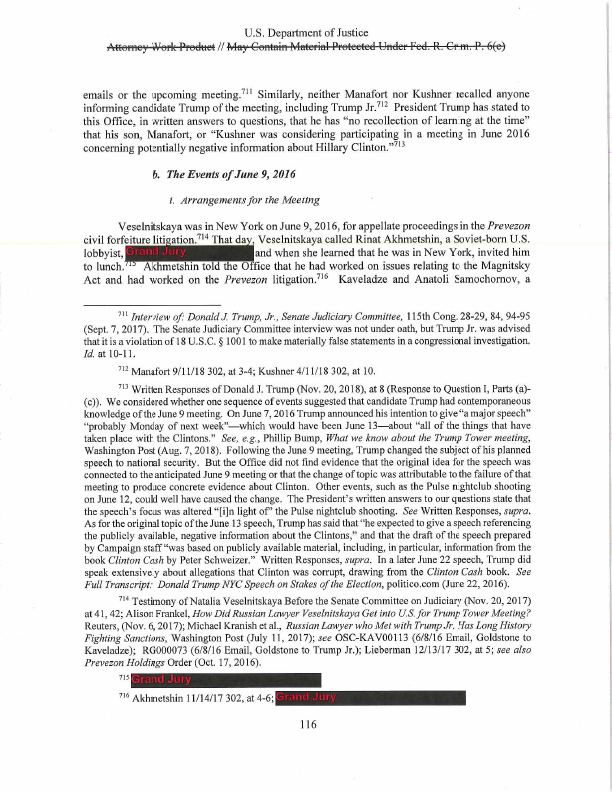 U.S. Department of Justice
Attorney Work Product // May Contain Material Protected Under Fed. R. Crim. P. 6(e)
emails or the upcoming meeting.711 Similarly, neither Manafort nor Kushner recalled anyone
informing candidate Trump of the meeting, including Trump Jr.712 President Trump has stated to
this Office, in written answers to questions, that he has "no recollection of learning at the time"
that his son, Manafort, or "Kushner was considering participating in a meeting in June 2016
concerning potentially negative information about Hillary Clinton."713
b. The Events of June 9, 2016
i. Arrangements for the Meeting
Veselnitskaya was in New York on June 9, 2016, for appellate proceedings in the Prevezon
civil forfeiture litigation.714 That day, Veselnitskaya called Rinat Akhmetshin, a Soviet-born U.S.
lobbyist, Grand Jury and when she learned that he was in New York, invited him
to lunch.715 Akhmetshin told the Office that he had worked on issues relating to the Magnitsky
Act and had worked on the Prevezon litigation.716 Kaveladze and Anatoli Samochornov, a
711 Interview of: Donald J. Trump, Jr., Senate Judiciary Committee, 115th Cong. 28-29, 84, 94-95
(Sept. 7, 2017). The Senate Judiciary Committee interview was not under oath, but Trump Jr. was advised
that it is a violation of 18 U.S.C. § 1001 to make materially false statements in a congressional investigation.
Id. at 10-11.
712 Manafort 9/11/18 302, at 3-4; Kushner 4/11/18 302, at 10.
713 Written Responses of Donald J. Trump (Nov. 20, 2018), at 8 (Response to Question I, Parts (a)-
(c)). We considered whether one sequence of events suggested that candidate Trump had contemporaneous
knowledge of the June 9 meeting. On June 7, 2016 Trump announced his intention to give "a major speech"
"probably Monday of next week"—which would have been June 13—about "all of the things that have
taken place with the Clintons." See, e.g., Phillip Bump, What we know about the Trump Tower meeting,
Washington Post (Aug. 7, 2018). Following the June 9 meeting, Trump changed the subject of his planned
speech to national security. But the Office did not find evidence that the original idea for the speech was
connected to the anticipated June 9 meeting or that the change of topic was attributable to the failure of that
meeting to produce concrete evidence about Clinton. Other events, such as the Pulse nightclub shooting
on June 12, could well have caused the change. The President's written answers to our questions state that
the speech's focus was altered "[i]n light of" the Pulse nightclub shooting. See Written Responses, supra.
As for the original topic of the June 13 speech, Trump has said that "he expected to give a speech referencing
the publicly available, negative information about the Clintons," and that the draft of the speech prepared
by Campaign staff "was based on publicly available material, including, in particular, information from the
book Clinton Cash by Peter Schweizer." Written Responses, supra. In a later June 22 speech, Trump did
speak extensively about allegations that Clinton was corrupt, drawing from the Clinton Cash book. See
Full Transcript: Donald Trump NYC Speech on Stakes of the Election, politico.com (June 22, 2016).
714 Testimony of Natalia Veselnitskaya Before the Senate Committee on Judiciary (Nov. 20, 2017)
at 41, 42; Alison Frankel, How Did Russian Lawyer Veselnitskaya Get into U.S. for Trump Tower Meeting?
Reuters, (Nov. 6, 2017); Michael Kranish et al., Russian Lawyer who Met with Trump Jr. Has Long History
Fighting Sanctions, Washington Post (July 11, 2017); see OSC-KAV00113 (6/8/16 Email, Goldstone to
Kaveladze); RG000073 (6/8/16 Email, Goldstone to Trump Jr.); Lieberman 12/13/17 302, at 5; see also
Prevezon Holdings Order (Oct. 17, 2016).
715 Grand Jury
716 Akhmetshin 11/14/17 302, at 4-6; Grand Jury
116